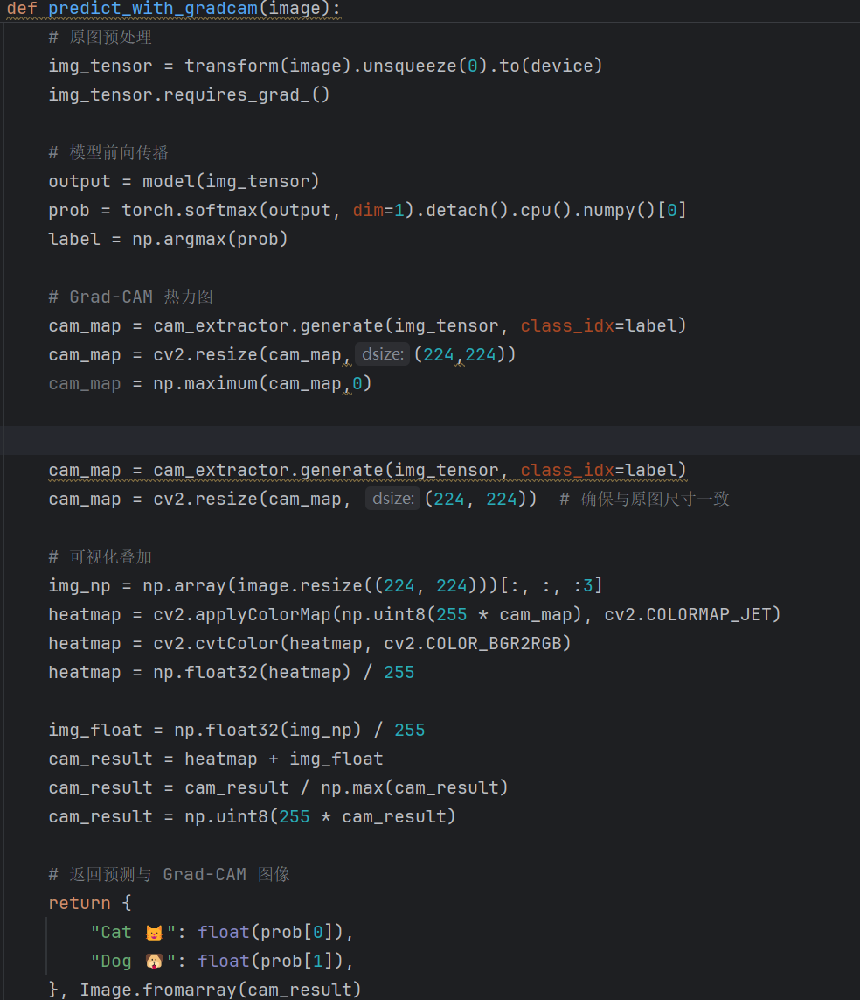 def predict_with_gradcam(image):
# 原图预处理
img_tensor = transform(image).unsqueeze(0).to(device)
img_tensor.requires_grad_()
# 模型前向传播
output = model(img_tensor)
prob = torch.softmax(output, dim=1).detach().cpu().numpy()[0]
label = np.argmax(prob)
# Grad-CAM 热力图
cam_map = cam_extractor.generate(img_tensor, class_idx=label)
cam_map = cv2.resize(cam_map, dsize: (224,224))
cam_map = np.maximum(cam_map,0)
cam_map = cam_extractor.generate(img_tensor, class_idx=label)
cam_map = cv2.resize(cam_map, dsize: (224, 224))  # 确保与原图尺寸一致
# 可视化叠加
img_np = np.array(image.resize((224, 224)))[:, :, :3]
heatmap = cv2.applyColorMap(np.uint8(255 * cam_map), cv2.COLORMAP_JET)
heatmap = cv2.cvtColor(heatmap, cv2.COLOR_BGR2RGB)
heatmap = np.float32(heatmap) / 255
img_float = np.float32(img_np) / 255
cam_result = heatmap + img_float
cam_result = cam_result / np.max(cam_result)
cam_result = np.uint8(255 * cam_result)
# 返回预测与 Grad-CAM 图像
return {
"Cat 🐱": float(prob[0]),
"Dog 🐶": float(prob[1]),
}, Image.fromarray(cam_result)